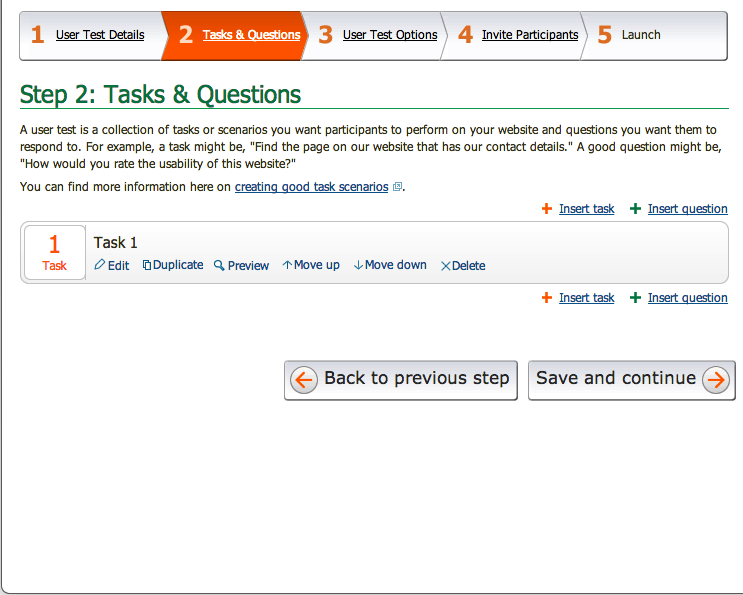 1 User Test Details 2 Tasks & Questions 3 User Test Options 4 Invite Participants 5 Launch
Step 2: Tasks & Questions
A user test is a collection of tasks or scenarios you want participants to perform on your website and questions you want them to
respond to. For example, a task might be, "Find the page on our website that has our contact details." A good question might be,
"How would you rate the usability of this website?"
You can find more information here on creating good task scenarios.
+ Insert task + Insert question
1 Task 1
Task Edit Duplicate Preview Move up Move down Delete
+ Insert task + Insert question
Back to previous step Save and continue